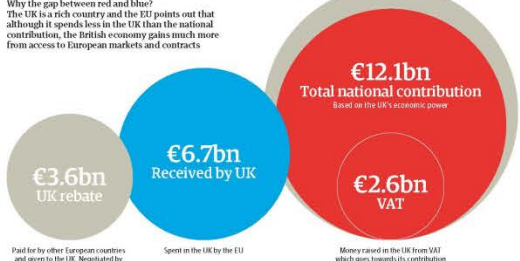 Why the gap between red and blue?
The UK is a rich country and the EU points out that
although it spends less in the UK than the national
contribution, the British economy gains much more
from access to European markets and contracts
€12.1bn
Total national contribution
Based on the UK's economic power
€6.7bn
Received by UK
€3.6bn
UK rebate
€2.6bn
VAT
Paid for by other European countries
and given to the UK. Negotiated by
Spent in the UK by the EU
Money raised in the UK from VAT
which goes towards its contribution